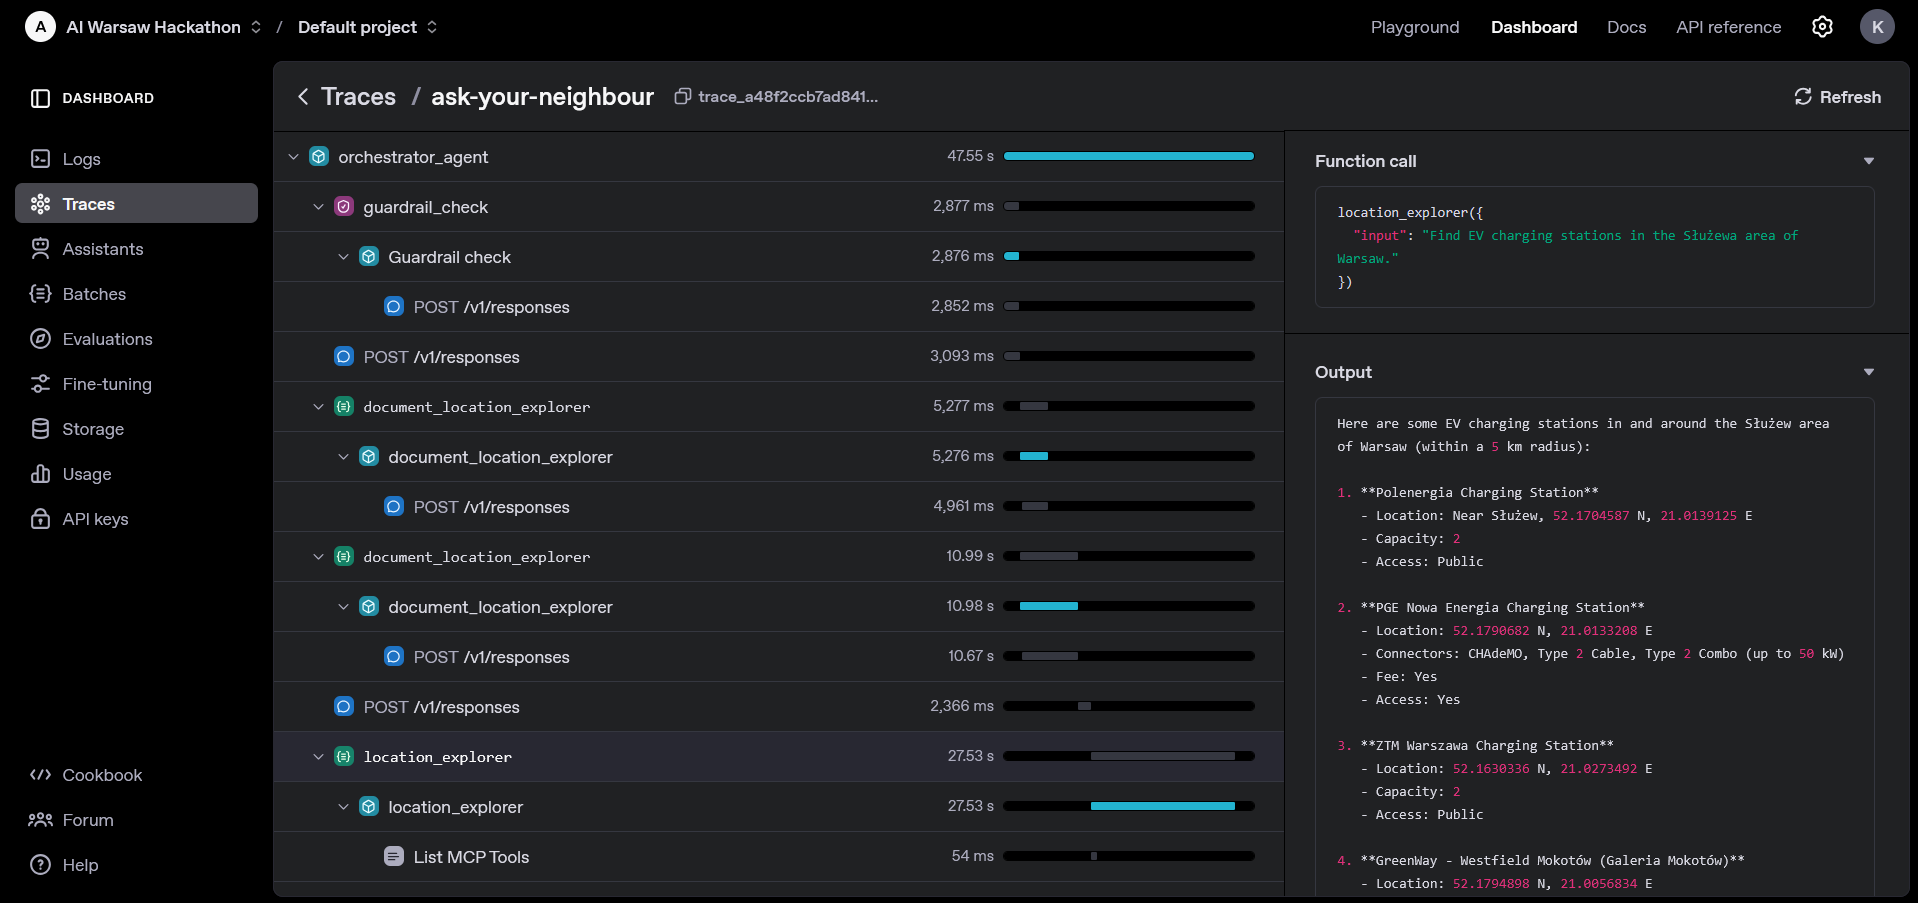 A AI Warsaw Hackathon / Default project
Playground Dashboard Docs API reference K
DASHBOARD
Logs
Traces
Assistants
Batches
Evaluations
Fine-tuning
Storage
Usage
API keys
Cookbook
Forum
Help
Traces / ask-your-neighbour trace_a48f2ccb7ad841...
Refresh
orchestrator_agent 47.55 s
guardrail_check 2,877 ms
Guardrail check 2,876 ms
POST /v1/responses 2,852 ms
POST /v1/responses 3,093 ms
document_location_explorer 5,277 ms
document_location_explorer 5,276 ms
POST /v1/responses 4,961 ms
document_location_explorer 10.99 s
document_location_explorer 10.98 s
POST /v1/responses 10.67 s
POST /v1/responses 2,366 ms
location_explorer 27.53 s
location_explorer 27.53 s
List MCP Tools 54 ms
Function call
location_explorer({
"input": "Find EV charging stations in the Służewa area of
Warsaw."
})
Output
Here are some EV charging stations in and around the Służew area
of Warsaw (within a 5 km radius):
1. **Polenergia Charging Station**
- Location: Near Służew, 52.1704587 N, 21.0139125 E
- Capacity: 2
- Access: Public
2. **PGE Nowa Energia Charging Station**
- Location: 52.1790682 N, 21.0133208 E
- Connectors: CHAdeMO, Type 2 Cable, Type 2 Combo (up to 50 kW)
- Fee: Yes
- Access: Yes
3. **ZTM Warszawa Charging Station**
- Location: 52.1630336 N, 21.0273492 E
- Capacity: 2
- Access: Public
4. **GreenWay - Westfield Mokotów (Galeria Mokotów)**
- Location: 52.1794898 N, 21.0056834 E